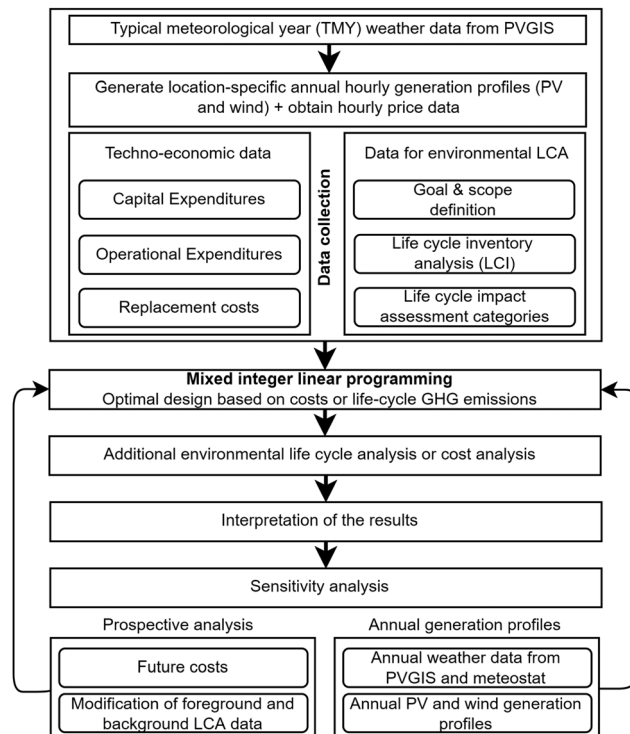 Typical meteorological year (TMY) weather data from PVGIS
Generate location-specific annual hourly generation profiles (PV
and wind) + obtain hourly price data
Techno-economic data
Capital Expenditures
Operational Expenditures
Replacement costs
Data collection
Data for environmental LCA
Goal & scope
definition
Life cycle inventory
analysis (LCI)
Life cycle impact
assessment categories
Mixed integer linear programming
Optimal design based on costs or life-cycle GHG emissions
Additional environmental life cycle analysis or cost analysis
Interpretation of the results
Sensitivity analysis
Prospective analysis
Future costs
Modification of foreground and
background LCA data
Annual generation profiles
Annual weather data from
PVGIS and meteostat
Annual PV and wind generation
profiles